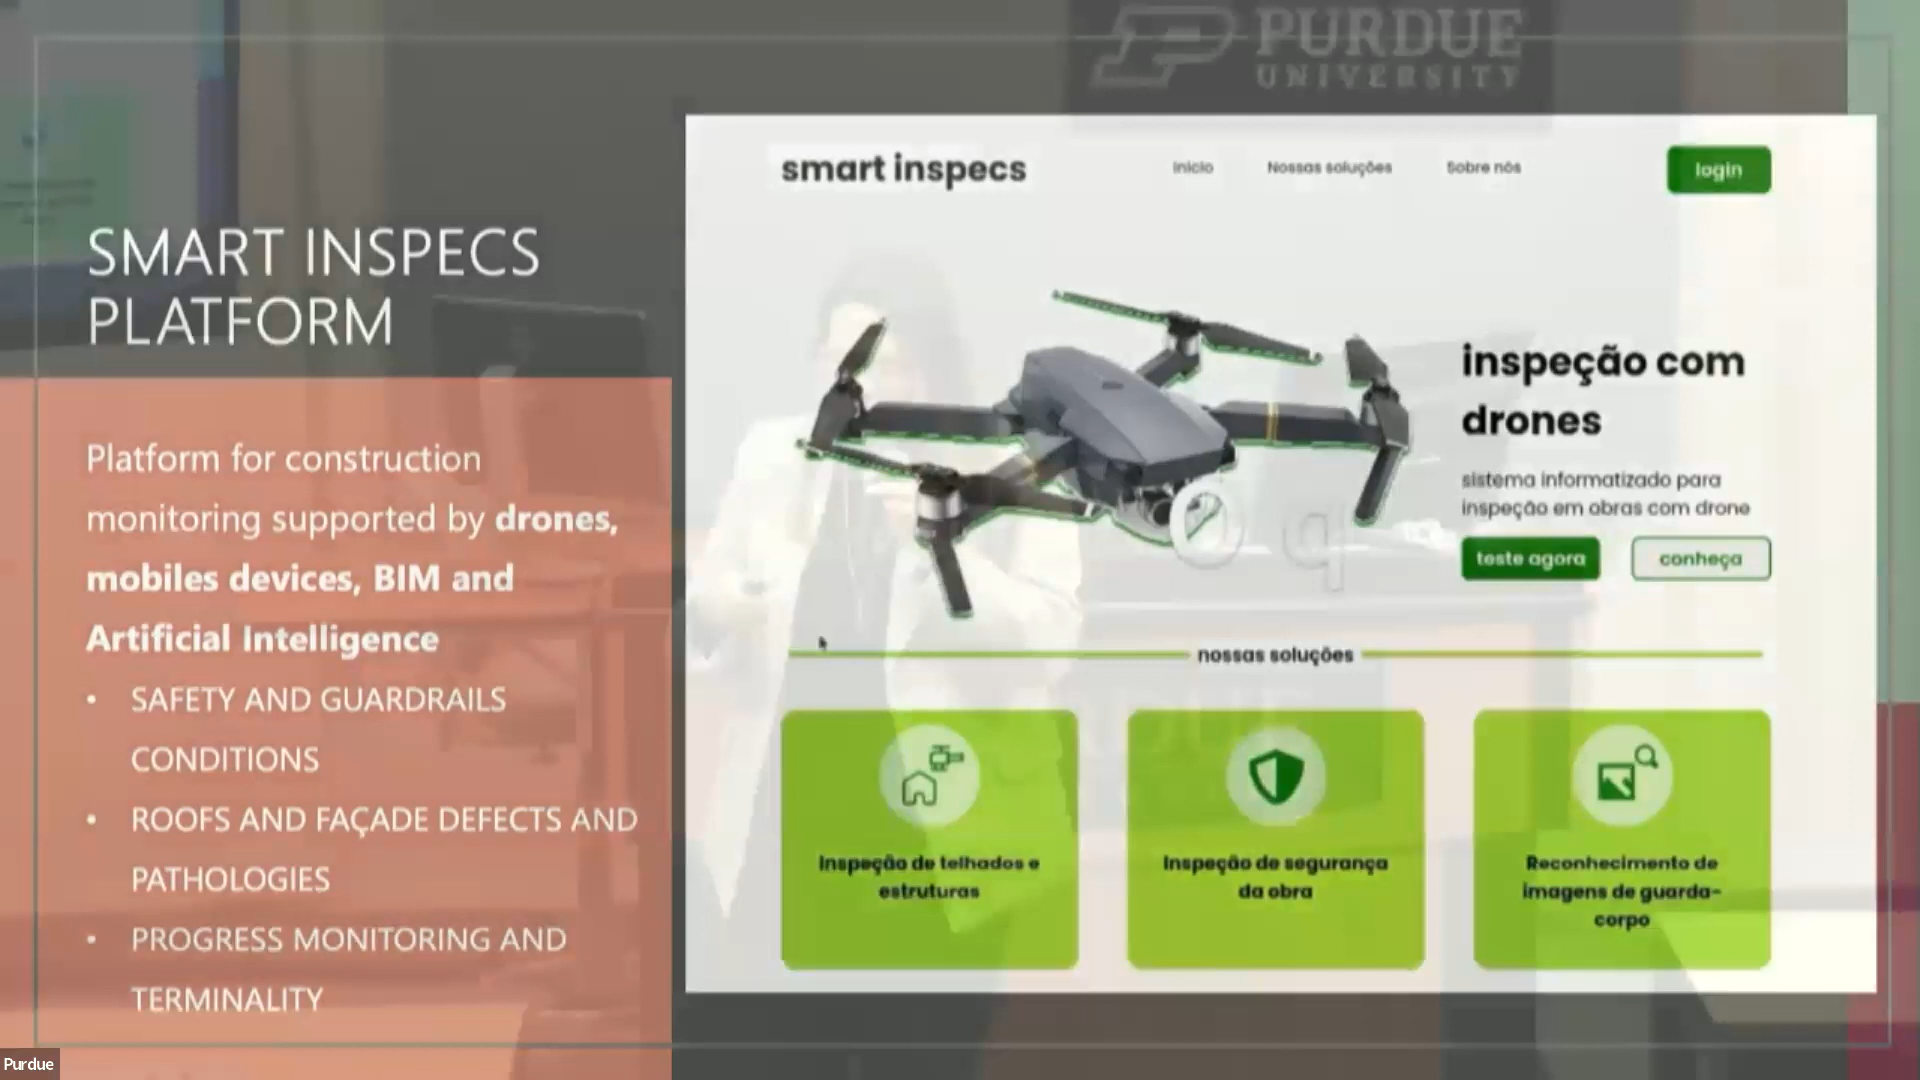 PURDUE
UNIVERSITY
SMART INSPECS
PLATFORM
Platform for construction
monitoring supported by drones,
mobiles devices, BIM and
Artificial Intelligence
• SAFETY AND GUARDRAILS
CONDITIONS
• ROOFS AND FAÇADE DEFECTS AND
PATHOLOGIES
• PROGRESS MONITORING AND
TERMINALITY
smart inspecs
Início
Nossas soluções
Sobre nós
login
inspeção com
drones
sistema informatizado para
inspeção em obras com drone
teste agora
conheça
nossas soluções
Inspeção de telhados e
estruturas
Inspeção de segurança
da obra
Reconhecimento de
imagens de guarda-
corpo
Purdue